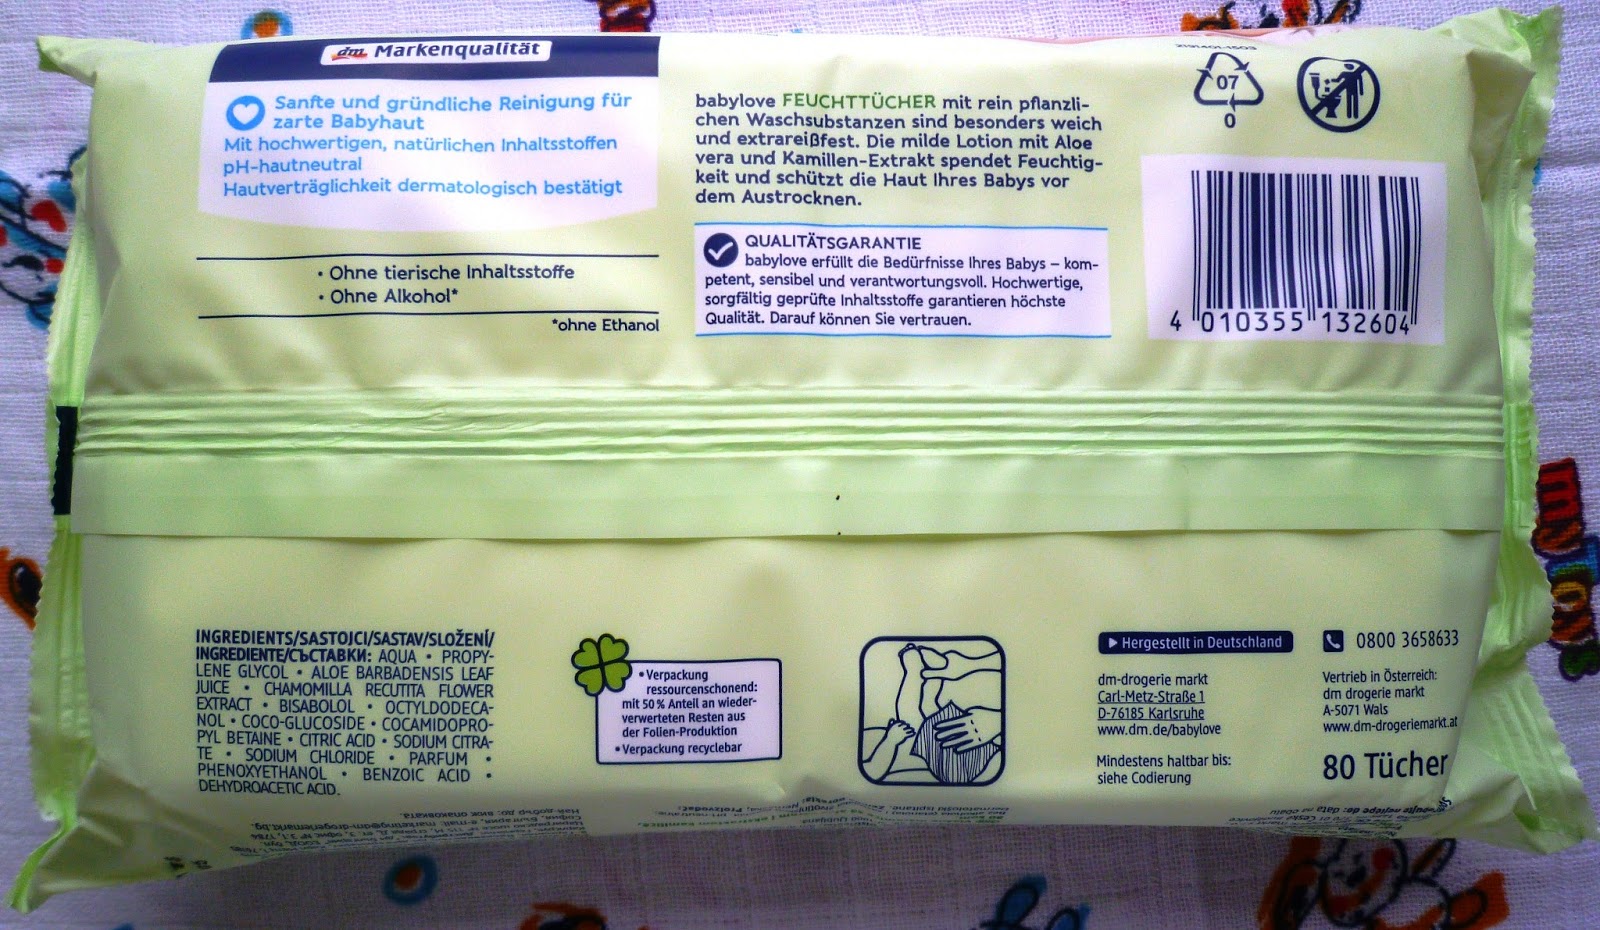 dm Markenqualität
Sanfte und gründliche Reinigung für
zarte Babyhaut
Mit hochwertigen, natürlichen Inhaltsstoffen
pH-hautneutral
Hautverträglichkeit dermatologisch bestätigt
• Ohne tierische Inhaltsstoffe
• Ohne Alkohol*
*ohne Ethanol
babylove FEUCHTTÜCHER mit rein pflanzli-
chen Waschsubstanzen sind besonders weich
und extrareißfest. Die milde Lotion mit Aloe
vera und Kamillen-Extrakt spendet Feuchtig-
keit und schützt die Haut Ihres Babys vor
dem Austrocknen.
QUALITÄTSGARANTIE
babylove erfüllt die Bedürfnisse Ihres Babys – kom-
petent, sensibel und verantwortungsvoll. Hochwertige,
sorgfältig geprüfte Inhaltsstoffe garantieren höchste
Qualität. Darauf können Sie vertrauen.
07
0
4 010355 132604
INGREDIENTS/SASTOJCI/SASTAV/SLOŽENÍ/
INGREDIENTE/СЪСТАВКИ: AQUA • PROPY-
LENE GLYCOL • ALOE BARBADENSIS LEAF
JUICE • CHAMOMILLA RECUTITA FLOWER
EXTRACT • BISABOLOL • OCTYLDODECA-
NOL • COCO-GLUCOSIDE • COCAMIDOPRO-
PYL BETAINE • CITRIC ACID • SODIUM CITRA-
TE • SODIUM CHLORIDE • PARFUM •
PHENOXYETHANOL • BENZOIC ACID •
DEHYDROACETIC ACID.
• Verpackung
ressourcenschonend:
mit 50 % Anteil an wieder-
verwerteten Resten aus
der Folien-Produktion
• Verpackung recyclebar
Hergestellt in Deutschland
dm-drogerie markt
Carl-Metz-Straße 1
D-76185 Karlsruhe
www.dm.de/babylove
Mindestens haltbar bis:
siehe Codierung
0800 3658633
Vertrieb in Österreich:
dm drogerie markt
A-5071 Wals
www.dm-drogeriemarkt.at
80 Tücher